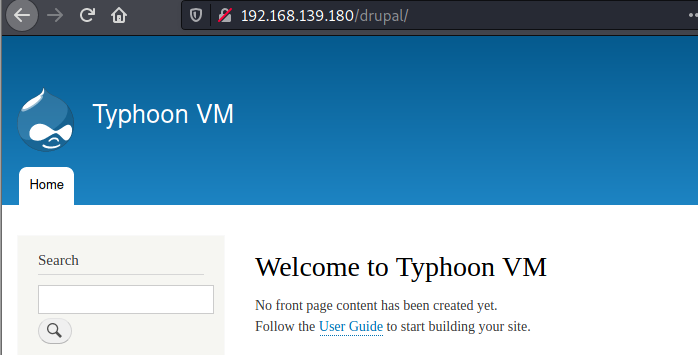 192.168.139.180/drupal/
Typhoon VM
Home
Search
Welcome to Typhoon VM
No front page content has been created yet.
Follow the User Guide to start building your site.